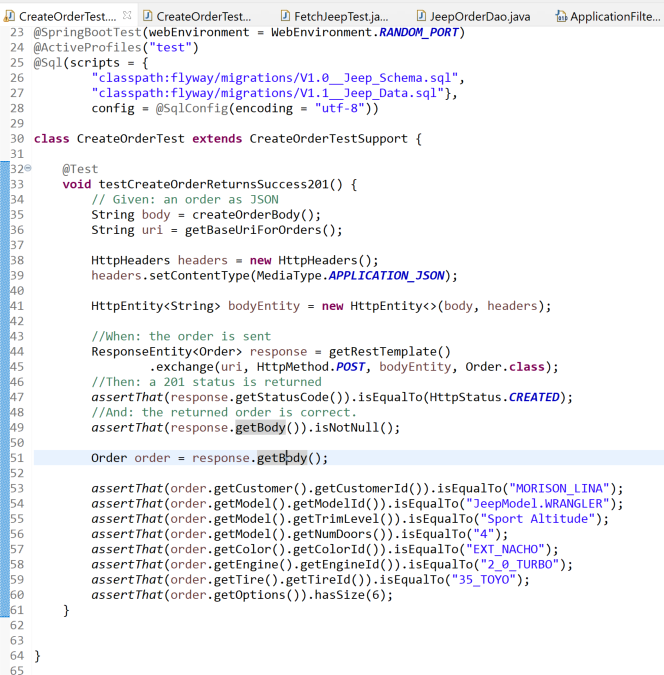 CreateOrderTest.... CreateOrderTest... FetchJeepTest.ja... JeepOrderDao.java ApplicationFilte...
23 @SpringBootTest(webEnvironment = WebEnvironment.RANDOM_PORT)
24 @ActiveProfiles("test")
25 @Sql(scripts = {
26 "classpath:flyway/migrations/V1.0__Jeep_Schema.sql",
27 "classpath:flyway/migrations/V1.1__Jeep_Data.sql"},
28 config = @SqlConfig(encoding = "utf-8"))
29
30 class CreateOrderTest extends CreateOrderTestSupport {
31
32 @Test
33 void testCreateOrderReturnsSuccess201() {
34 // Given: an order as JSON
35 String body = createOrderBody();
36 String uri = getBaseUriForOrders();
37
38 HttpHeaders headers = new HttpHeaders();
39 headers.setContentType(MediaType.APPLICATION_JSON);
40
41 HttpEntity<String> bodyEntity = new HttpEntity<>(body, headers);
42
43 //When: the order is sent
44 ResponseEntity<Order> response = getRestTemplate()
45 .exchange(uri, HttpMethod.POST, bodyEntity, Order.class);
46 //Then: a 201 status is returned
47 assertThat(response.getStatusCode()).isEqualTo(HttpStatus.CREATED);
48 //And: the returned order is correct.
49 assertThat(response.getBody()).isNotNull();
50
51 Order order = response.getBody();
52
53 assertThat(order.getCustomer().getCustomerId()).isEqualTo("MORISON_LINA");
54 assertThat(order.getModel().getModelId()).isEqualTo("JeepModel.WRANGLER");
55 assertThat(order.getModel().getTrimLevel()).isEqualTo("Sport Altitude");
56 assertThat(order.getModel().getNumDoors()).isEqualTo("4");
57 assertThat(order.getColor().getColorId()).isEqualTo("EXT_NACHO");
58 assertThat(order.getEngine().getEngineId()).isEqualTo("2_0_TURBO");
59 assertThat(order.getTire().getTireId()).isEqualTo("35_TOYO");
60 assertThat(order.getOptions()).hasSize(6);
61 }
62
63
64 }
65